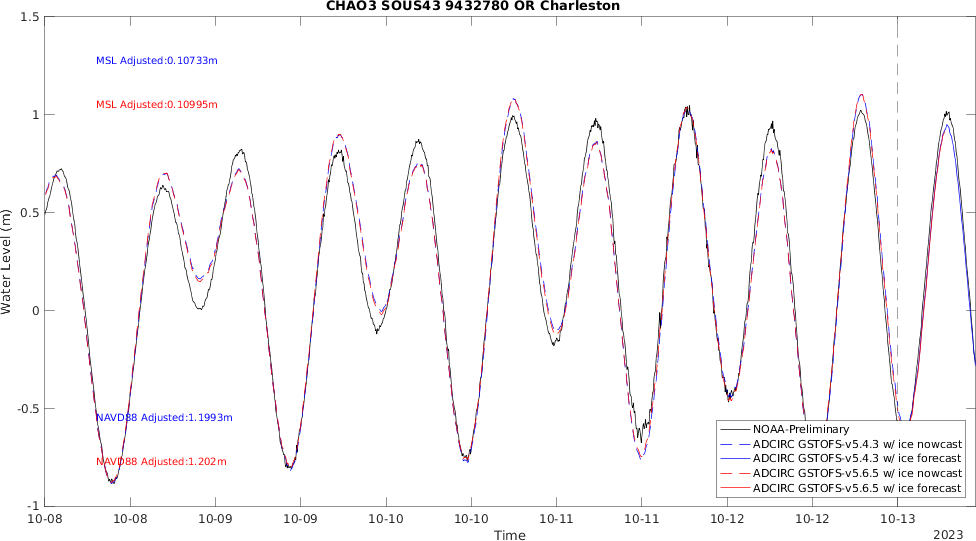 CHAO3 SOUS43 9432780 OR Charleston
1.5
MSL Adjusted:0.10733m
1
MSL Adjusted:0.10995m
0.5
Water Level (m)
0
-0.5
NAVD88 Adjusted:1.1993m
NAVD88 Adjusted:1.202m
NOAA-Preliminary
ADCIRC GSTOFS-v5.4.3 w/ ice nowcast
ADCIRC GSTOFS-v5.4.3 w/ ice forecast
ADCIRC GSTOFS-v5.6.5 w/ ice nowcast
ADCIRC GSTOFS-v5.6.5 w/ ice forecast
-1
10-08 10-08 10-09 10-09 10-10 10-10 10-11 10-11 10-12 10-12 10-13
Time
2023